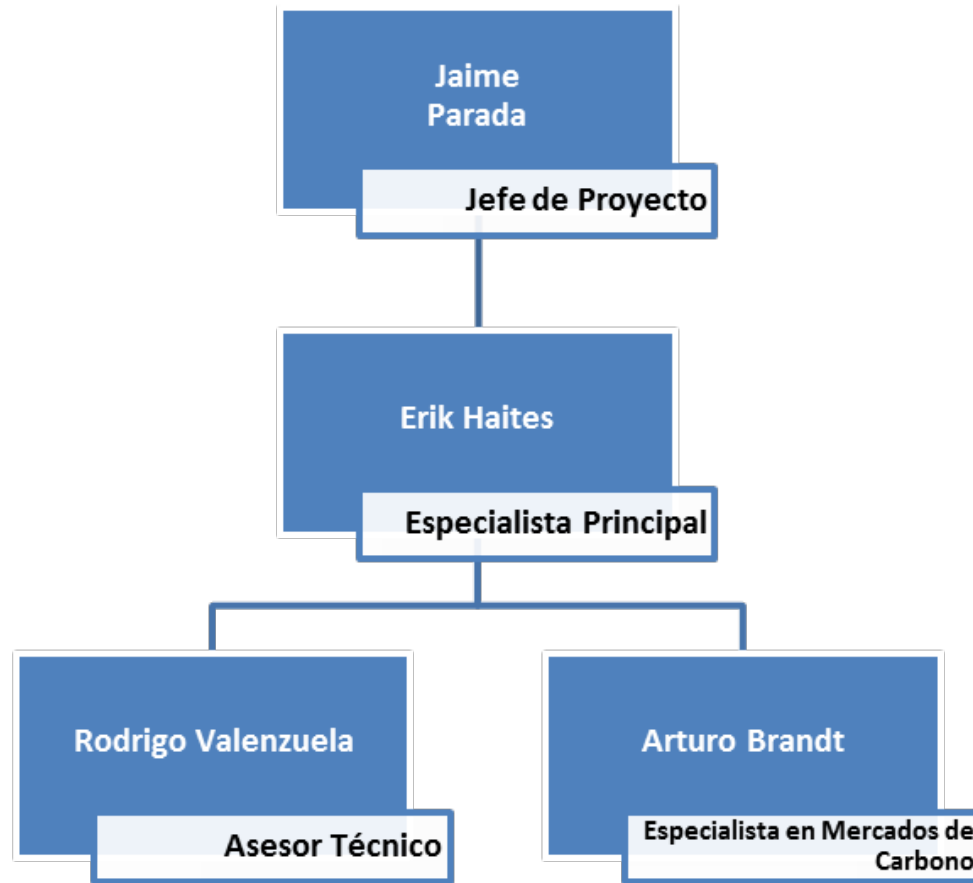 Jaime
Parada
Jefe de Proyecto
Erik Haites
Especialista Principal
Rodrigo Valenzuela
Asesor Técnico
Arturo Brandt
Especialista en Mercados de
Carbono